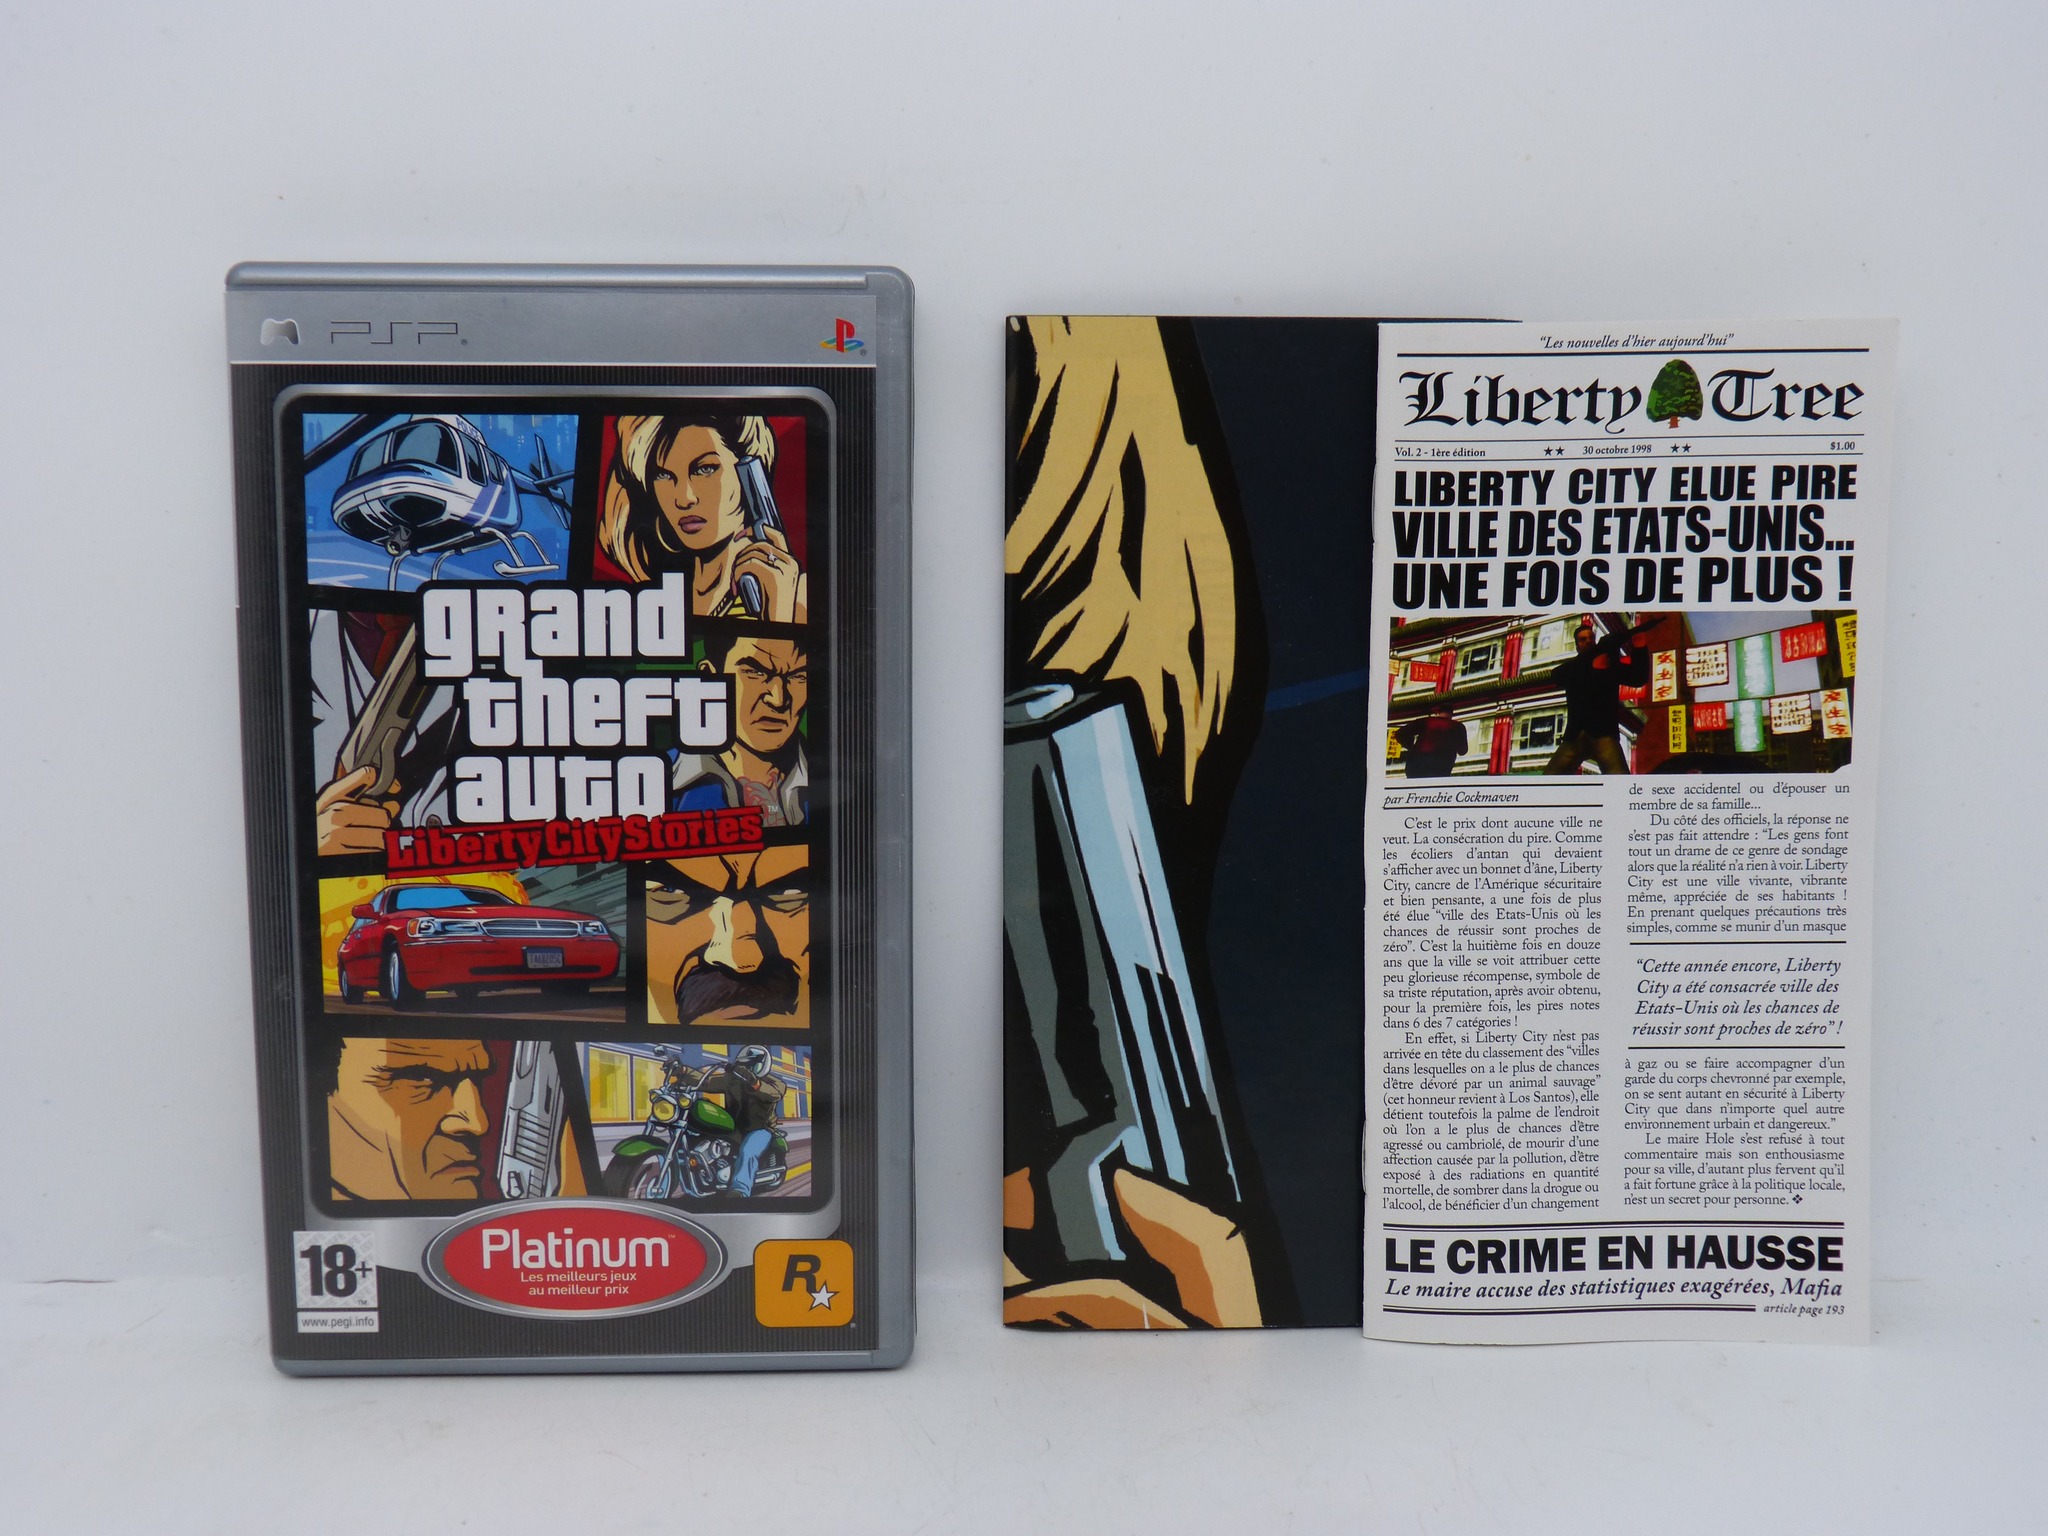 PSP
grand
theft
auto
Liberty City Stories
POLICE
18+
www.pegi.info
Platinum™
Les meilleurs jeux
au meilleur prix
R★
"Les nouvelles d'hier aujourd'hui"
Liberty Tree
Vol. 2 - 1ère édition ★★ 30 octobre 1998 ★★ $1.00
LIBERTY CITY ELUE PIRE
VILLE DES ETATS-UNIS...
UNE FOIS DE PLUS !
par Frenchie Cockmaven
C'est le prix dont aucune ville ne
veut. La consécration du pire. Comme
les écoliers d'antan qui devaient
s'afficher avec un bonnet d'âne, Liberty
City, cancre de l'Amérique sécuritaire
et bien pensante, a une fois de plus
été élue "ville des Etats-Unis où les
chances de réussir sont proches de
zéro". C'est la huitième fois en douze
ans que la ville se voit attribuer cette
peu glorieuse récompense, symbole de
sa triste réputation, après avoir obtenu,
pour la première fois, les pires notes
dans 6 des 7 catégories !
En effet, si Liberty City n'est pas
arrivée en tête du classement des "villes
dans lesquelles on a le plus de chances
d'être dévoré par un animal sauvage"
(cet honneur revient à Los Santos), elle
détient toutefois la palme de l'endroit
où l'on a le plus de chances d'être
agressé ou cambriolé, de mourir d'une
affection causée par la pollution, d'être
exposé à des radiations en quantité
mortelle, de sombrer dans la drogue ou
l'alcool, de bénéficier d'un changement
de sexe accidentel ou d'épouser un
membre de sa famille...
Du côté des officiels, la réponse ne
s'est pas fait attendre : "Les gens font
tout un drame de ce genre de sondage
alors que la réalité n'a rien à voir. Liberty
City est une ville vivante, vibrante
même, appréciée de ses habitants !
En prenant quelques précautions très
simples, comme se munir d'un masque
"Cette année encore, Liberty
City a été consacrée ville des
Etats-Unis où les chances de
réussir sont proches de zéro" !
à gaz ou se faire accompagner d'un
garde du corps chevronné par exemple,
on se sent autant en sécurité à Liberty
City que dans n'importe quel autre
environnement urbain et dangereux."
Le maire Hole s'est refusé à tout
commentaire mais son enthousiasme
pour sa ville, d'autant plus fervent qu'il
a fait fortune grâce à la politique locale,
n'est un secret pour personne. ❖
LE CRIME EN HAUSSE
Le maire accuse des statistiques exagérées, Mafia
article page 193